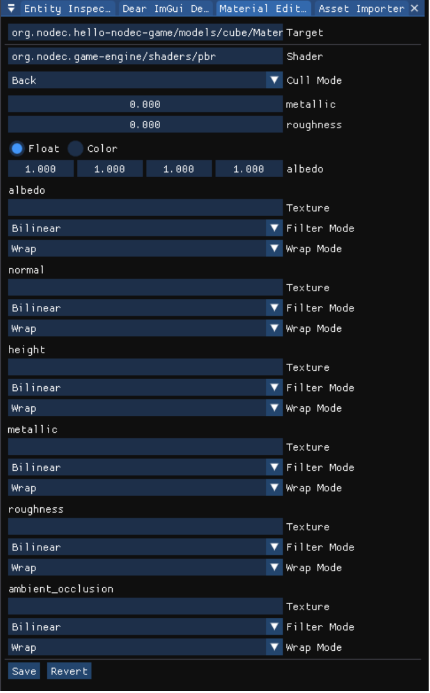 Entity Inspec… Dear ImGui De… Material Edit… Asset Importer
org.nodec.hello-nodec-game/models/cube/Mater Target
org.nodec.game-engine/shaders/pbr Shader
Back Cull Mode
0.000 metallic
0.000 roughness
Float Color
1.000 1.000 1.000 1.000 albedo
albedo
Texture
Bilinear Filter Mode
Wrap Wrap Mode
normal
Texture
Bilinear Filter Mode
Wrap Wrap Mode
height
Texture
Bilinear Filter Mode
Wrap Wrap Mode
metallic
Texture
Bilinear Filter Mode
Wrap Wrap Mode
roughness
Texture
Bilinear Filter Mode
Wrap Wrap Mode
ambient_occlusion
Texture
Bilinear Filter Mode
Wrap Wrap Mode
Save Revert